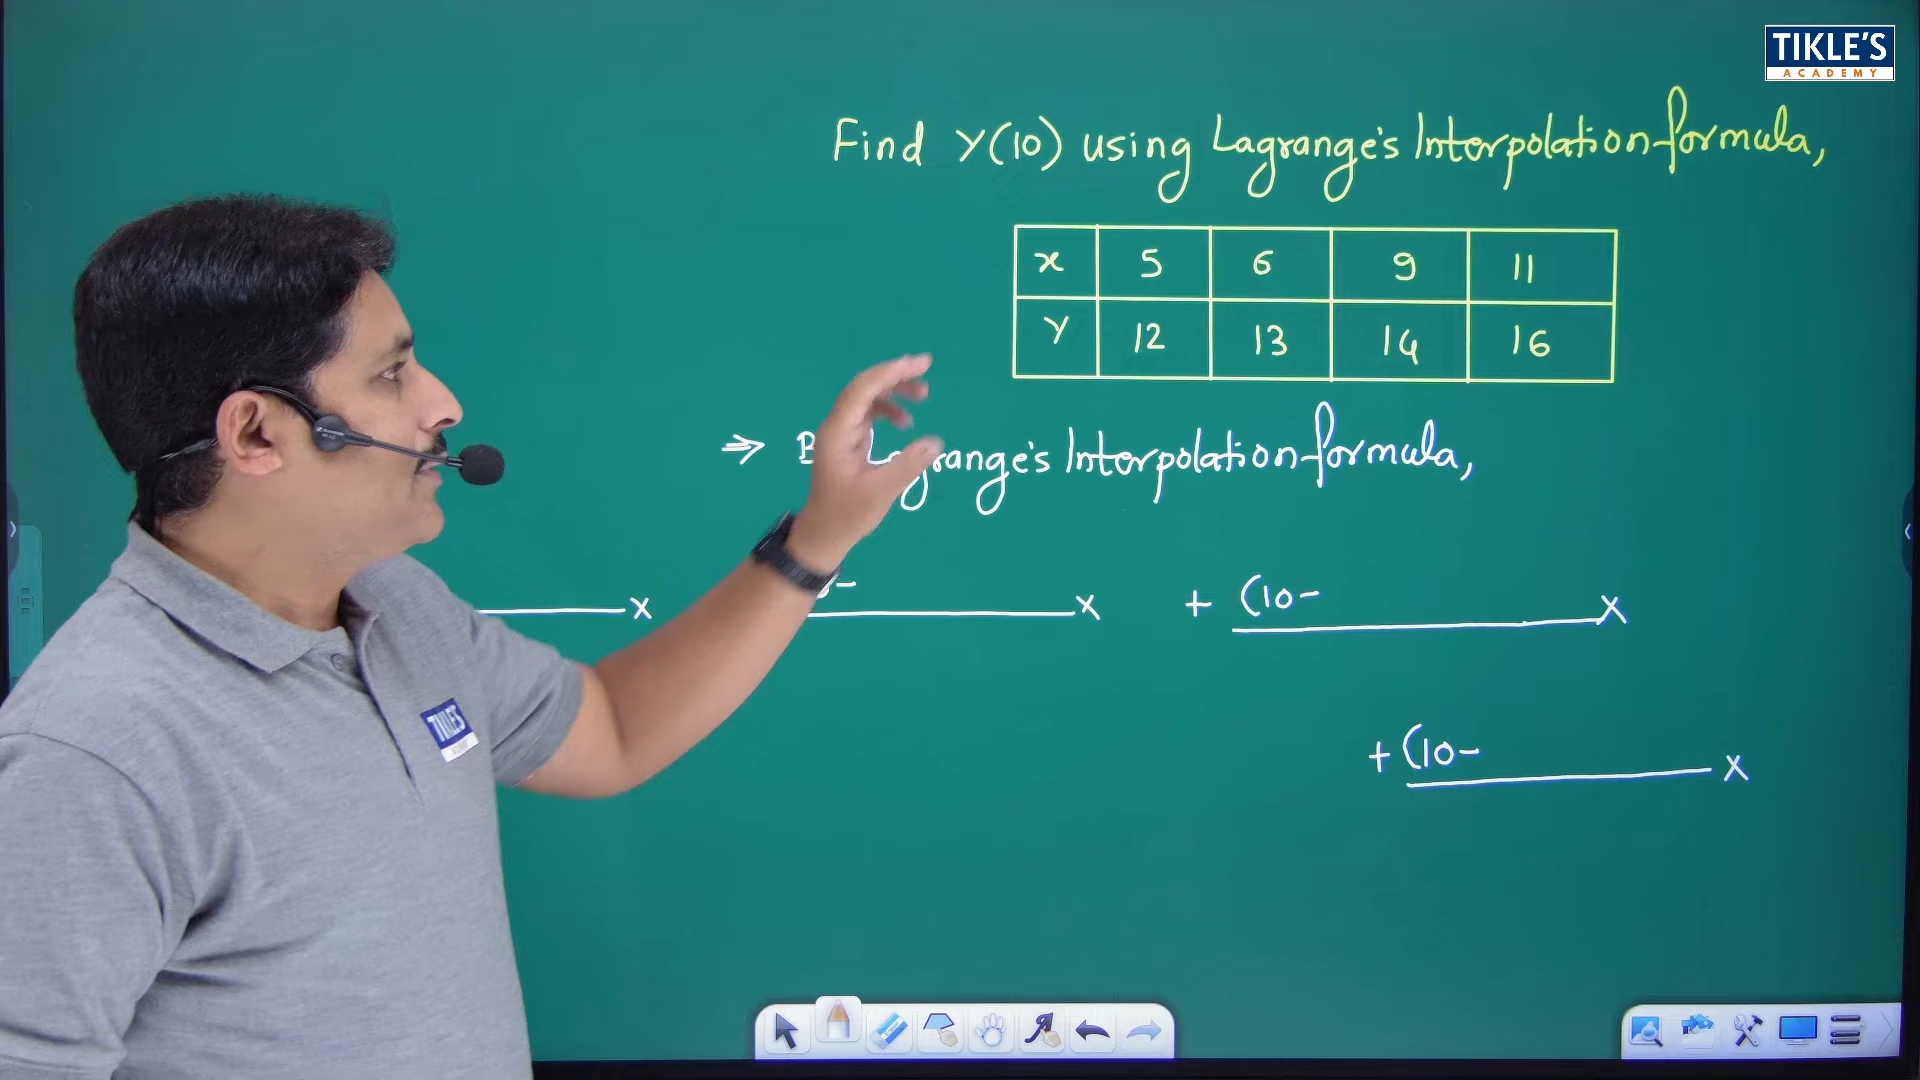 TIKLE'S
ACADEMY
Find Y(10) using Lagrange's Interpolation formula,
x 5 6 9 11
Y 12 13 14 16
⇒ Lagrange's Interpolation formula,
x - x + (10- x
+ (10- x
TIKLE'S